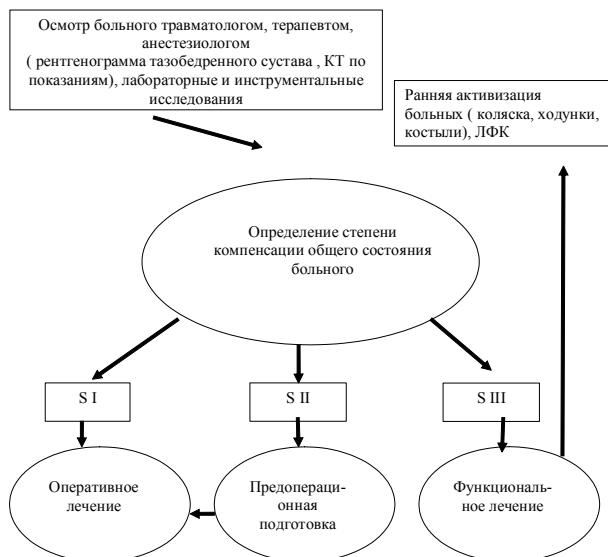 Осмотр больного травматологом, терапевтом,
анестезиологом
( рентгенограмма тазобедренного сустава , КТ по
показаниям), лабораторные и инструментальные
исследования
Ранняя активизация
больных ( коляска, ходунки,
костыли), ЛФК
Определение степени
компенсации общего состояния
больного
S I
S II
S III
Оперативное
лечение
Предопераци-
онная
подготовка
Функциональ-
ное лечение